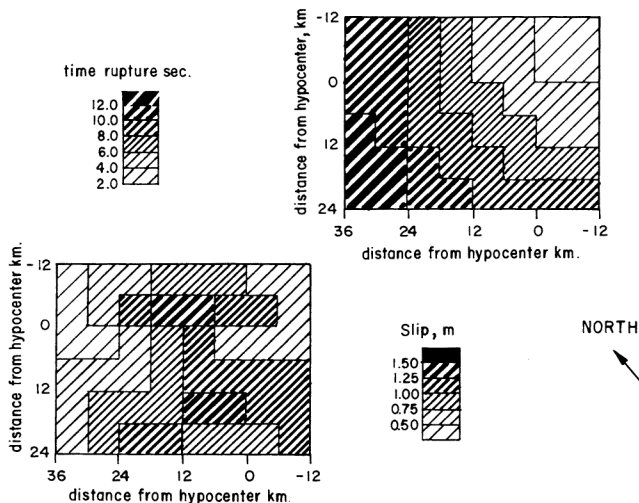 time rupture sec.
12.0
10.0
8.0
6.0
4.0
2.0
distance from hypocenter, km
-12
0
12
24
36 24 12 0 -12
distance from hypocenter km.
distance from hypocenter km.
-12
0
12
24
36 24 12 0 -12
distance from hypocenter km.
Slip, m
1.50
1.25
1.00
0.75
0.50
NORTH